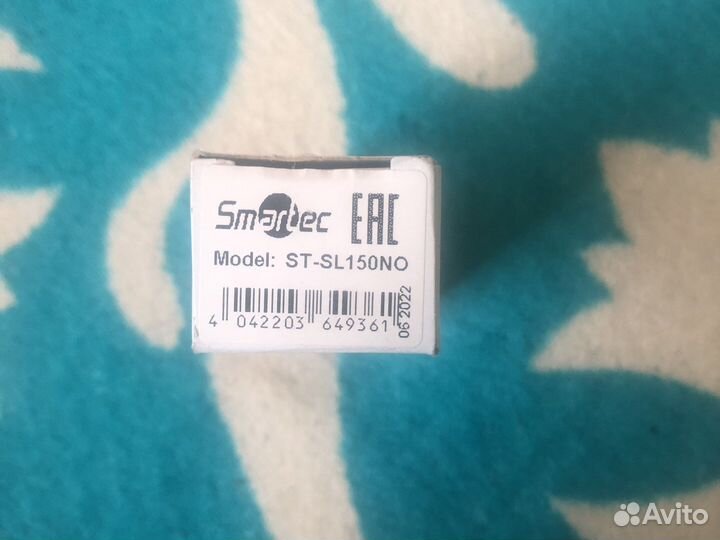 Smartec EAC
Model: ST-SL150NO
4 042203 649361
06 2022
Avito